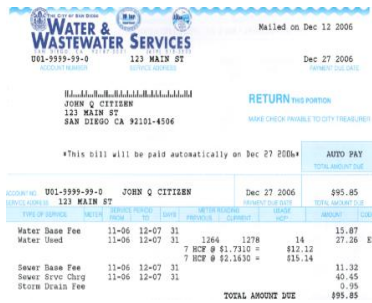 THE CITY OF SAN DIEGO
WATER &
WASTEWATER SERVICES
Mailed on Dec 12 2006
U01-9999-99-0 123 MAIN ST Dec 27 2006
ACCOUNT NUMBER SERVICE ADDRESS PAYMENT DUE DATE
JOHN Q CITIZEN
123 MAIN ST
SAN DIEGO CA 92101-4506
RETURN THIS PORTION
MAKE CHECK PAYABLE TO CITY TREASURER
*This bill will be paid automatically on Dec 27 2006* AUTO PAY
TOTAL AMOUNT DUE
ACCOUNT NO. U01-9999-99-0 JOHN Q CITIZEN Dec 27 2006 $95.85
SERVICE ADDRESS 123 MAIN ST PAYMENT DUE DATE TOTAL AMOUNT DUE
TYPE OF SERVICE METER SERVICE PERIOD FROM TO DAYS METER READING PREVIOUS CURRENT USAGE HCF* AMOUNT
Water Base Fee 11-06 12-07 31 15.87
Water Used 11-06 12-07 31 1264 1278 14 27.26
7 HCF @ $1.7310 = $12.12
7 HCF @ $2.1630 = $15.14
Sewer Base Fee 11-06 12-07 31 11.32
Sewer Srvc Chrg 11-06 12-07 31 40.45
Storm Drain Fee 0.95
TOTAL AMOUNT DUE $95.85